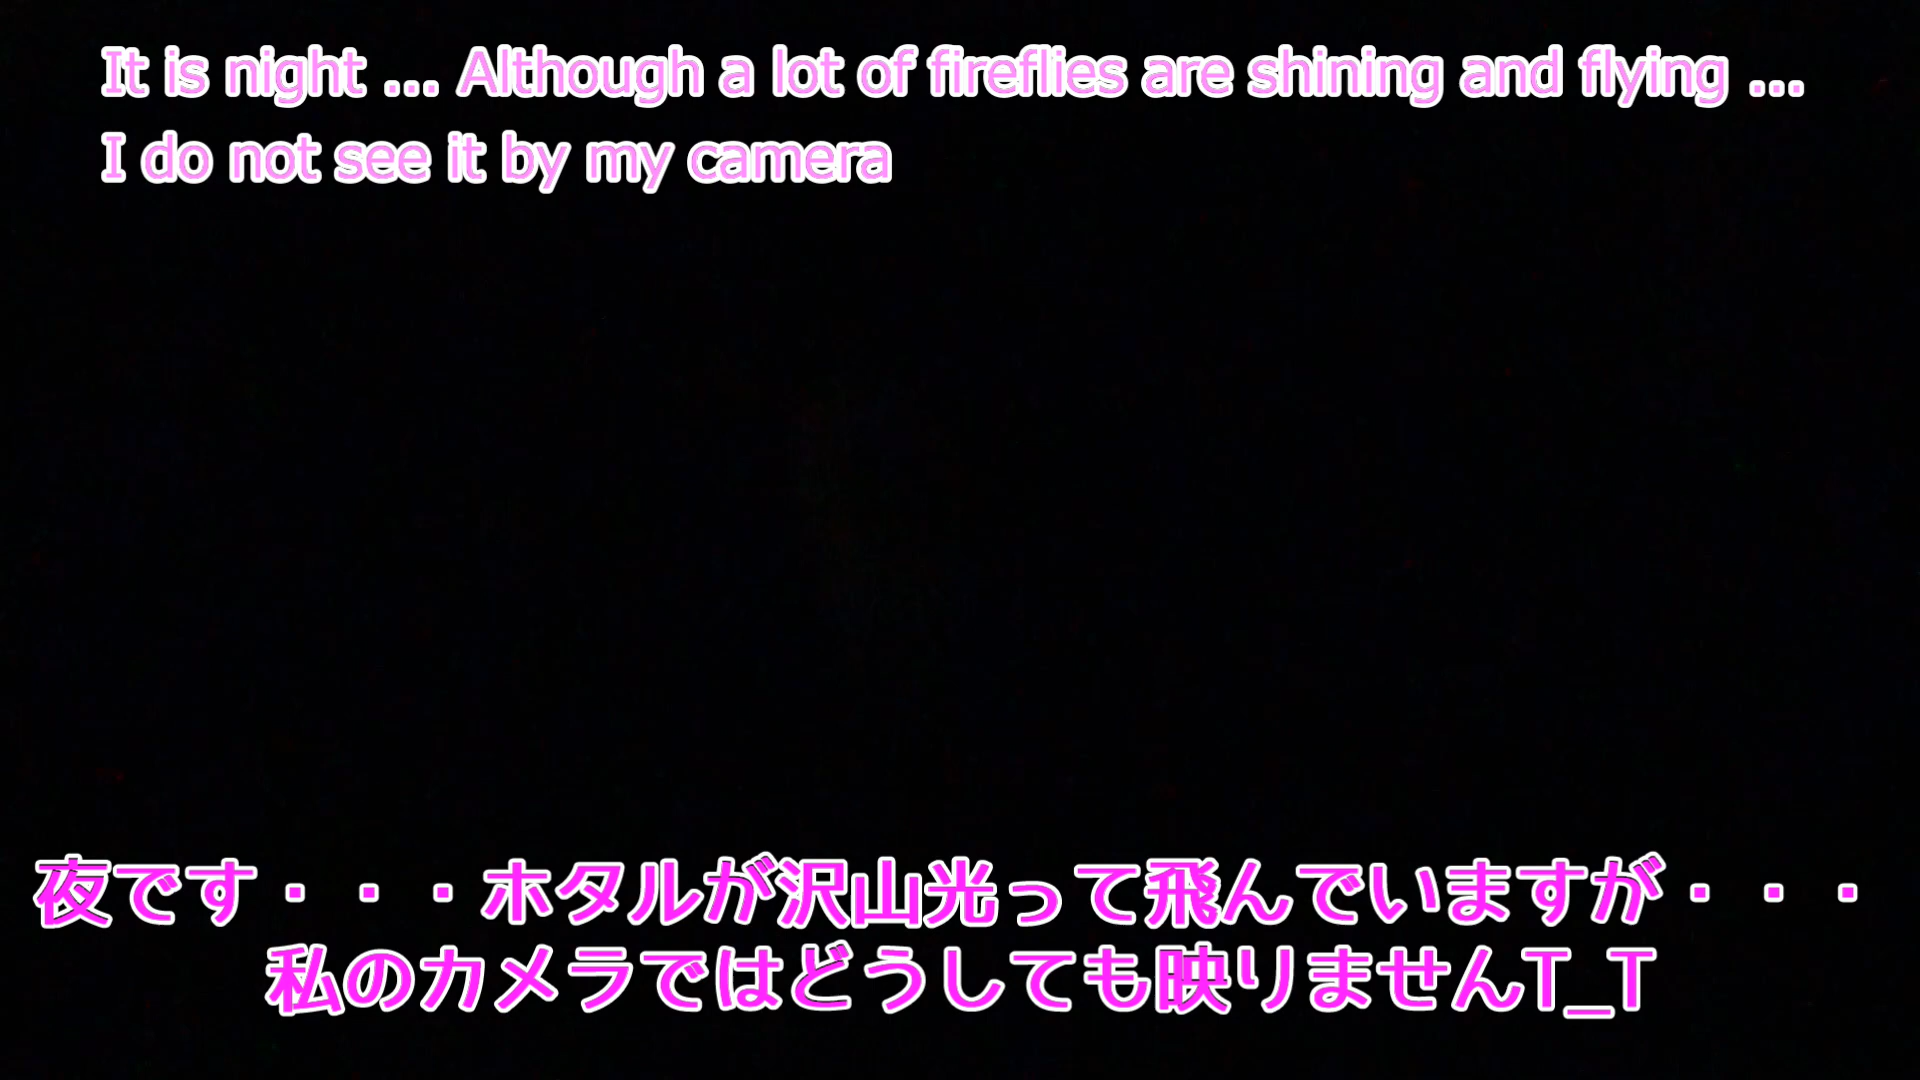 It is night ... Although a lot of fireflies are shining and flying ...
I do not see it by my camera
夜です・・・ホタルが沢山光って飛んでいますが・・・
私のカメラではどうしても映りませんT_T